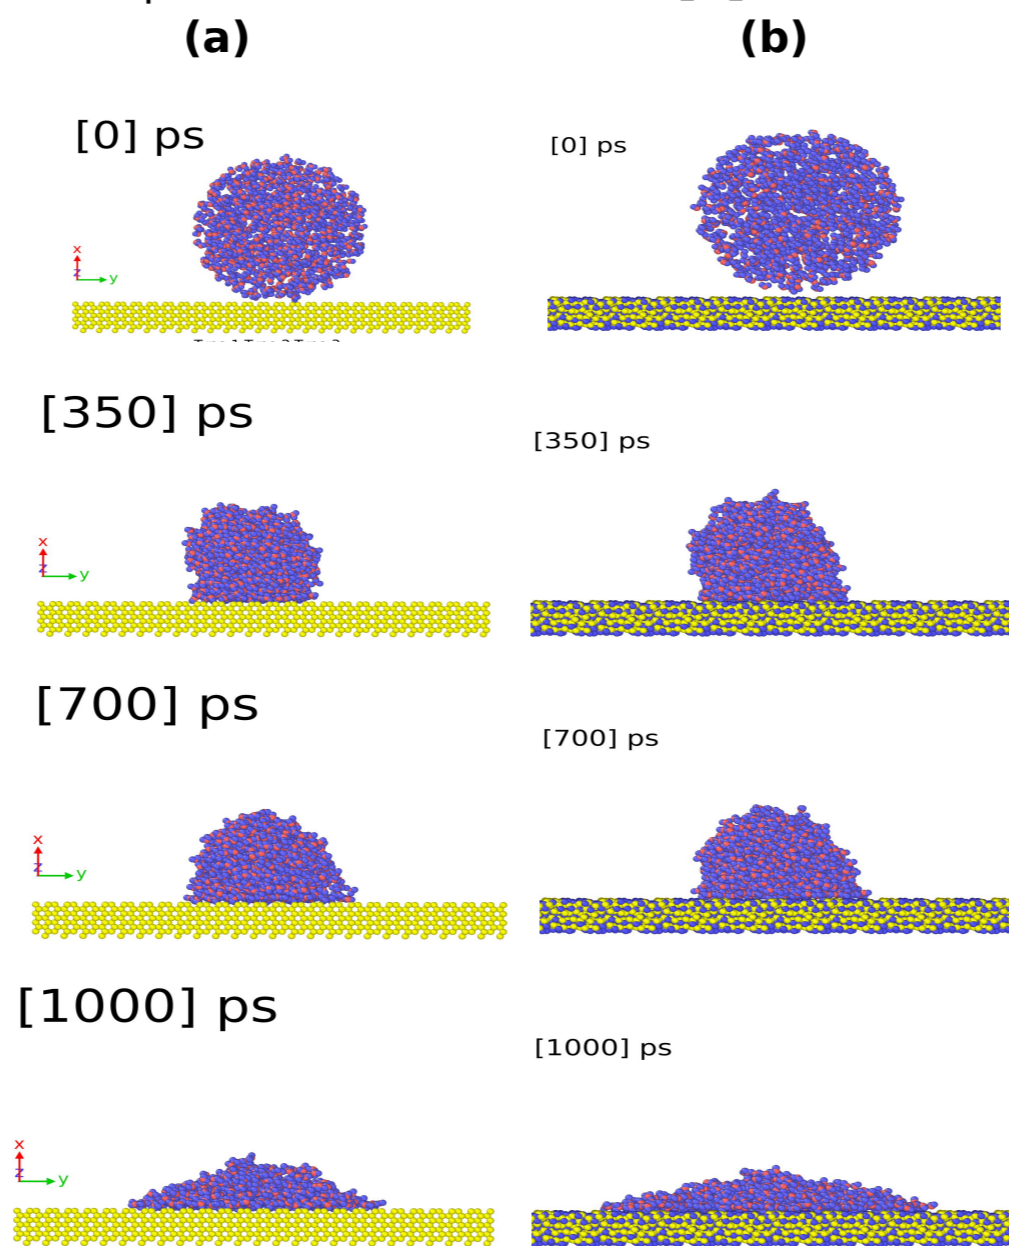 (a) (b)
[0] ps
[0] ps
x
z y
[350] ps
[350] ps
x
z y
[700] ps
[700] ps
x
z y
[1000] ps
[1000] ps
x
z y